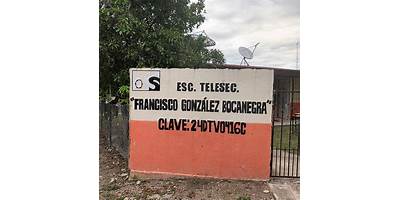 S
ESC. TELESEC.
"FRANCISCO GONZÁLEZ BOCANEGRA"
CLAVE: 24DTV0416C